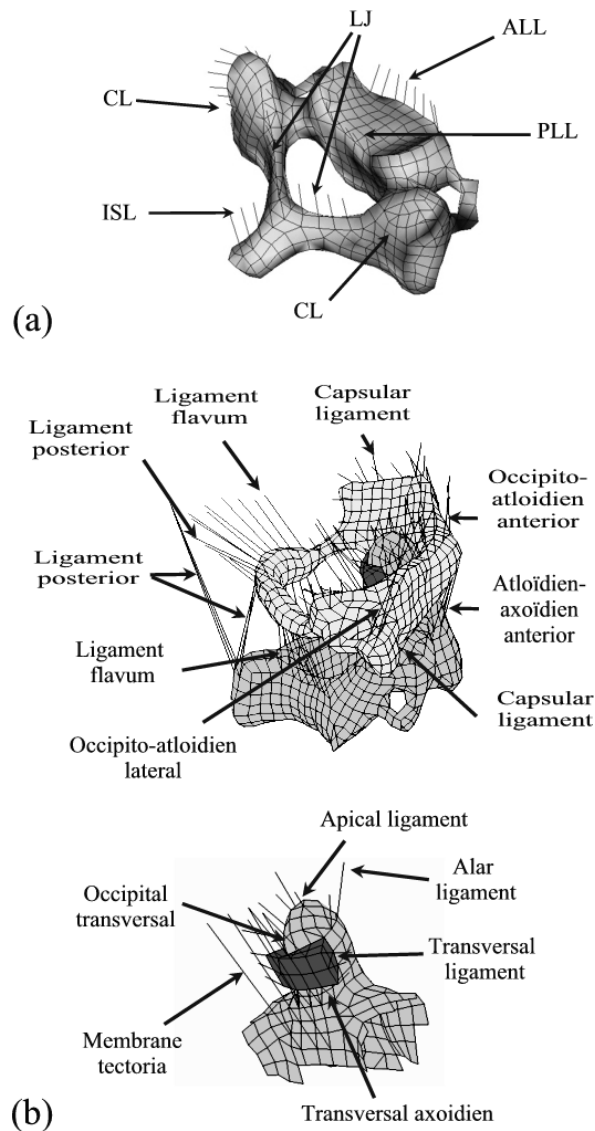 LJ
ALL
CL
PLL
ISL
CL
(a)
Ligament
flavum
Capsular
ligament
Ligament
posterior
Occipito-
atloidien
anterior
Ligament
posterior
Atloïdien-
axoïdien
anterior
Ligament
flavum
Capsular
ligament
Occipito-atloidien
lateral
Apical ligament
Alar
ligament
Occipital
transversal
Transversal
ligament
Membrane
tectoria
Transversal axoidien
(b)